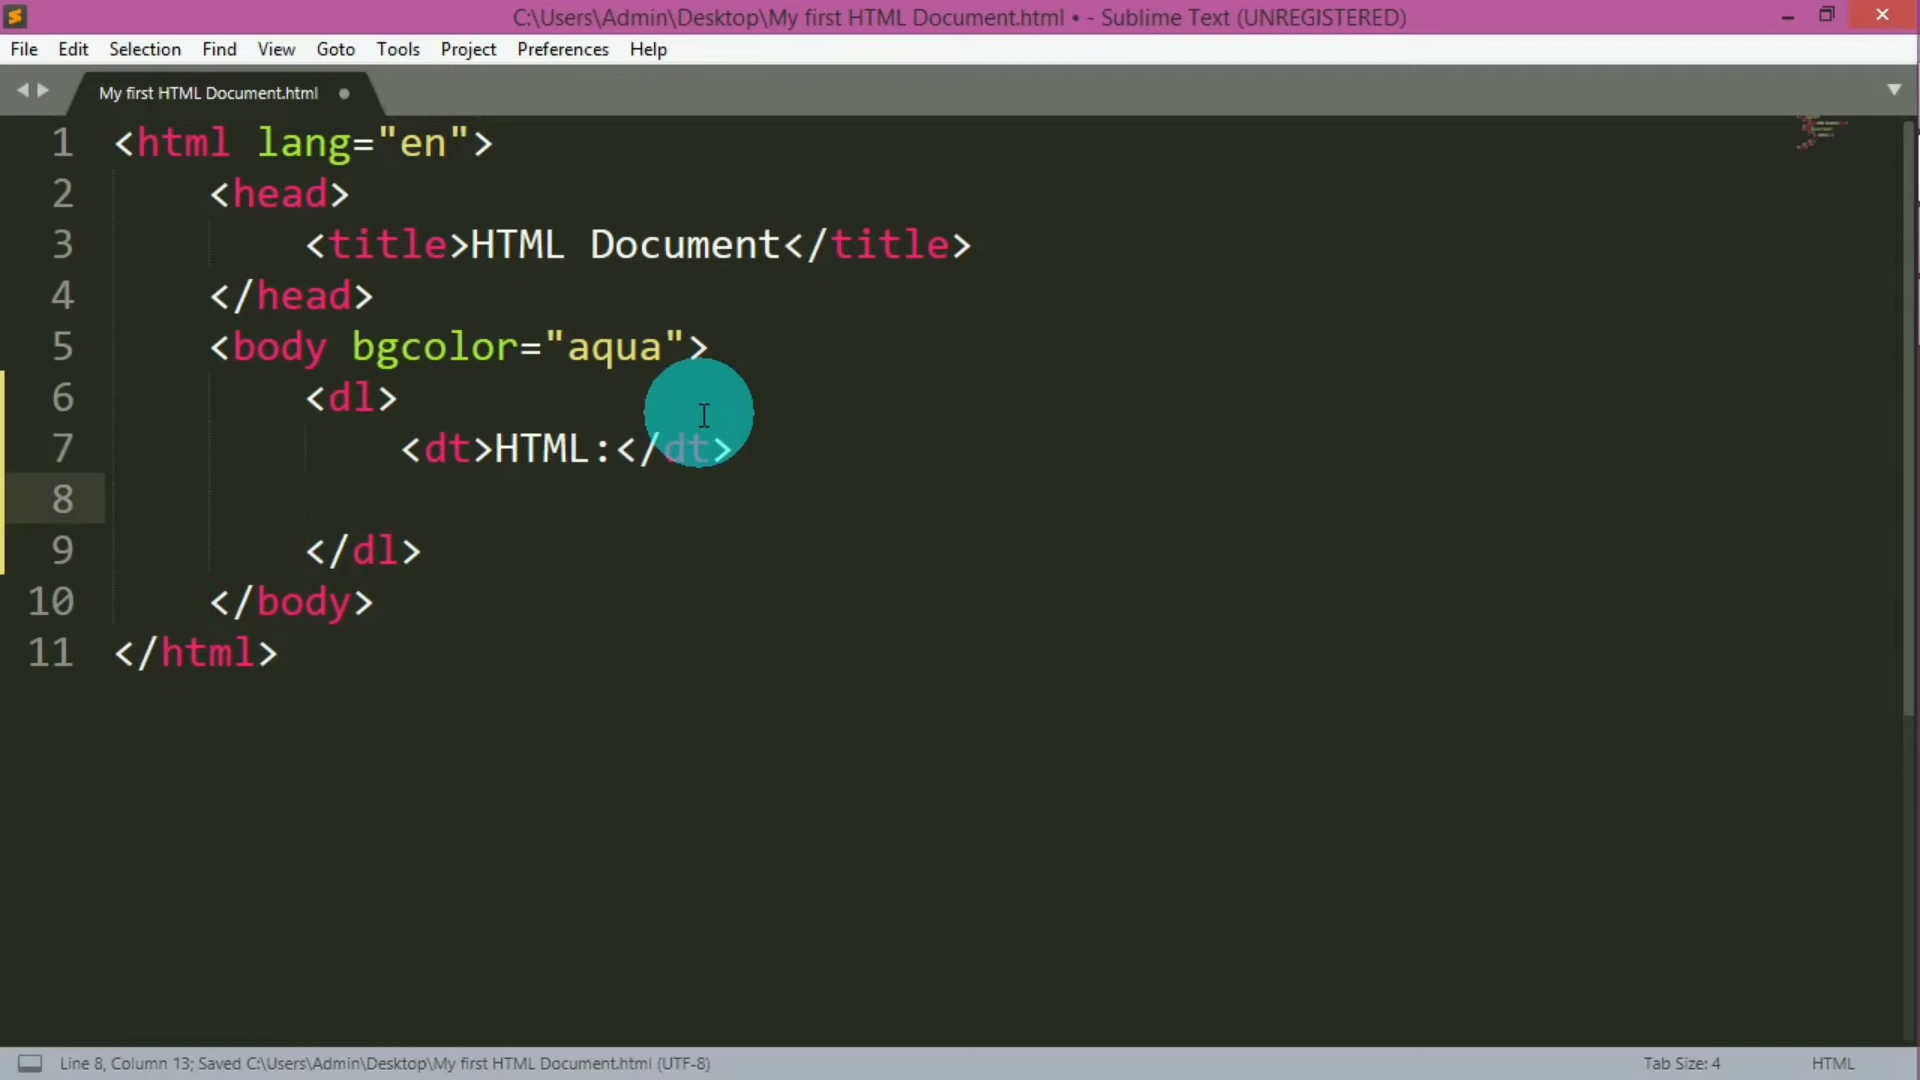 C:\Users\Admin\Desktop\My first HTML Document.html • - Sublime Text (UNREGISTERED)
File Edit Selection Find View Goto Tools Project Preferences Help
My first HTML Document.html
1 <html lang="en">
2 <head>
3 <title>HTML Document</title>
4 </head>
5 <body bgcolor="aqua">
6 <dl>
7 <dt>HTML:</dt>
8
9 </dl>
10 </body>
11 </html>
Line 8, Column 13; Saved C:\Users\Admin\Desktop\My first HTML Document.html (UTF-8) Tab Size: 4 HTML